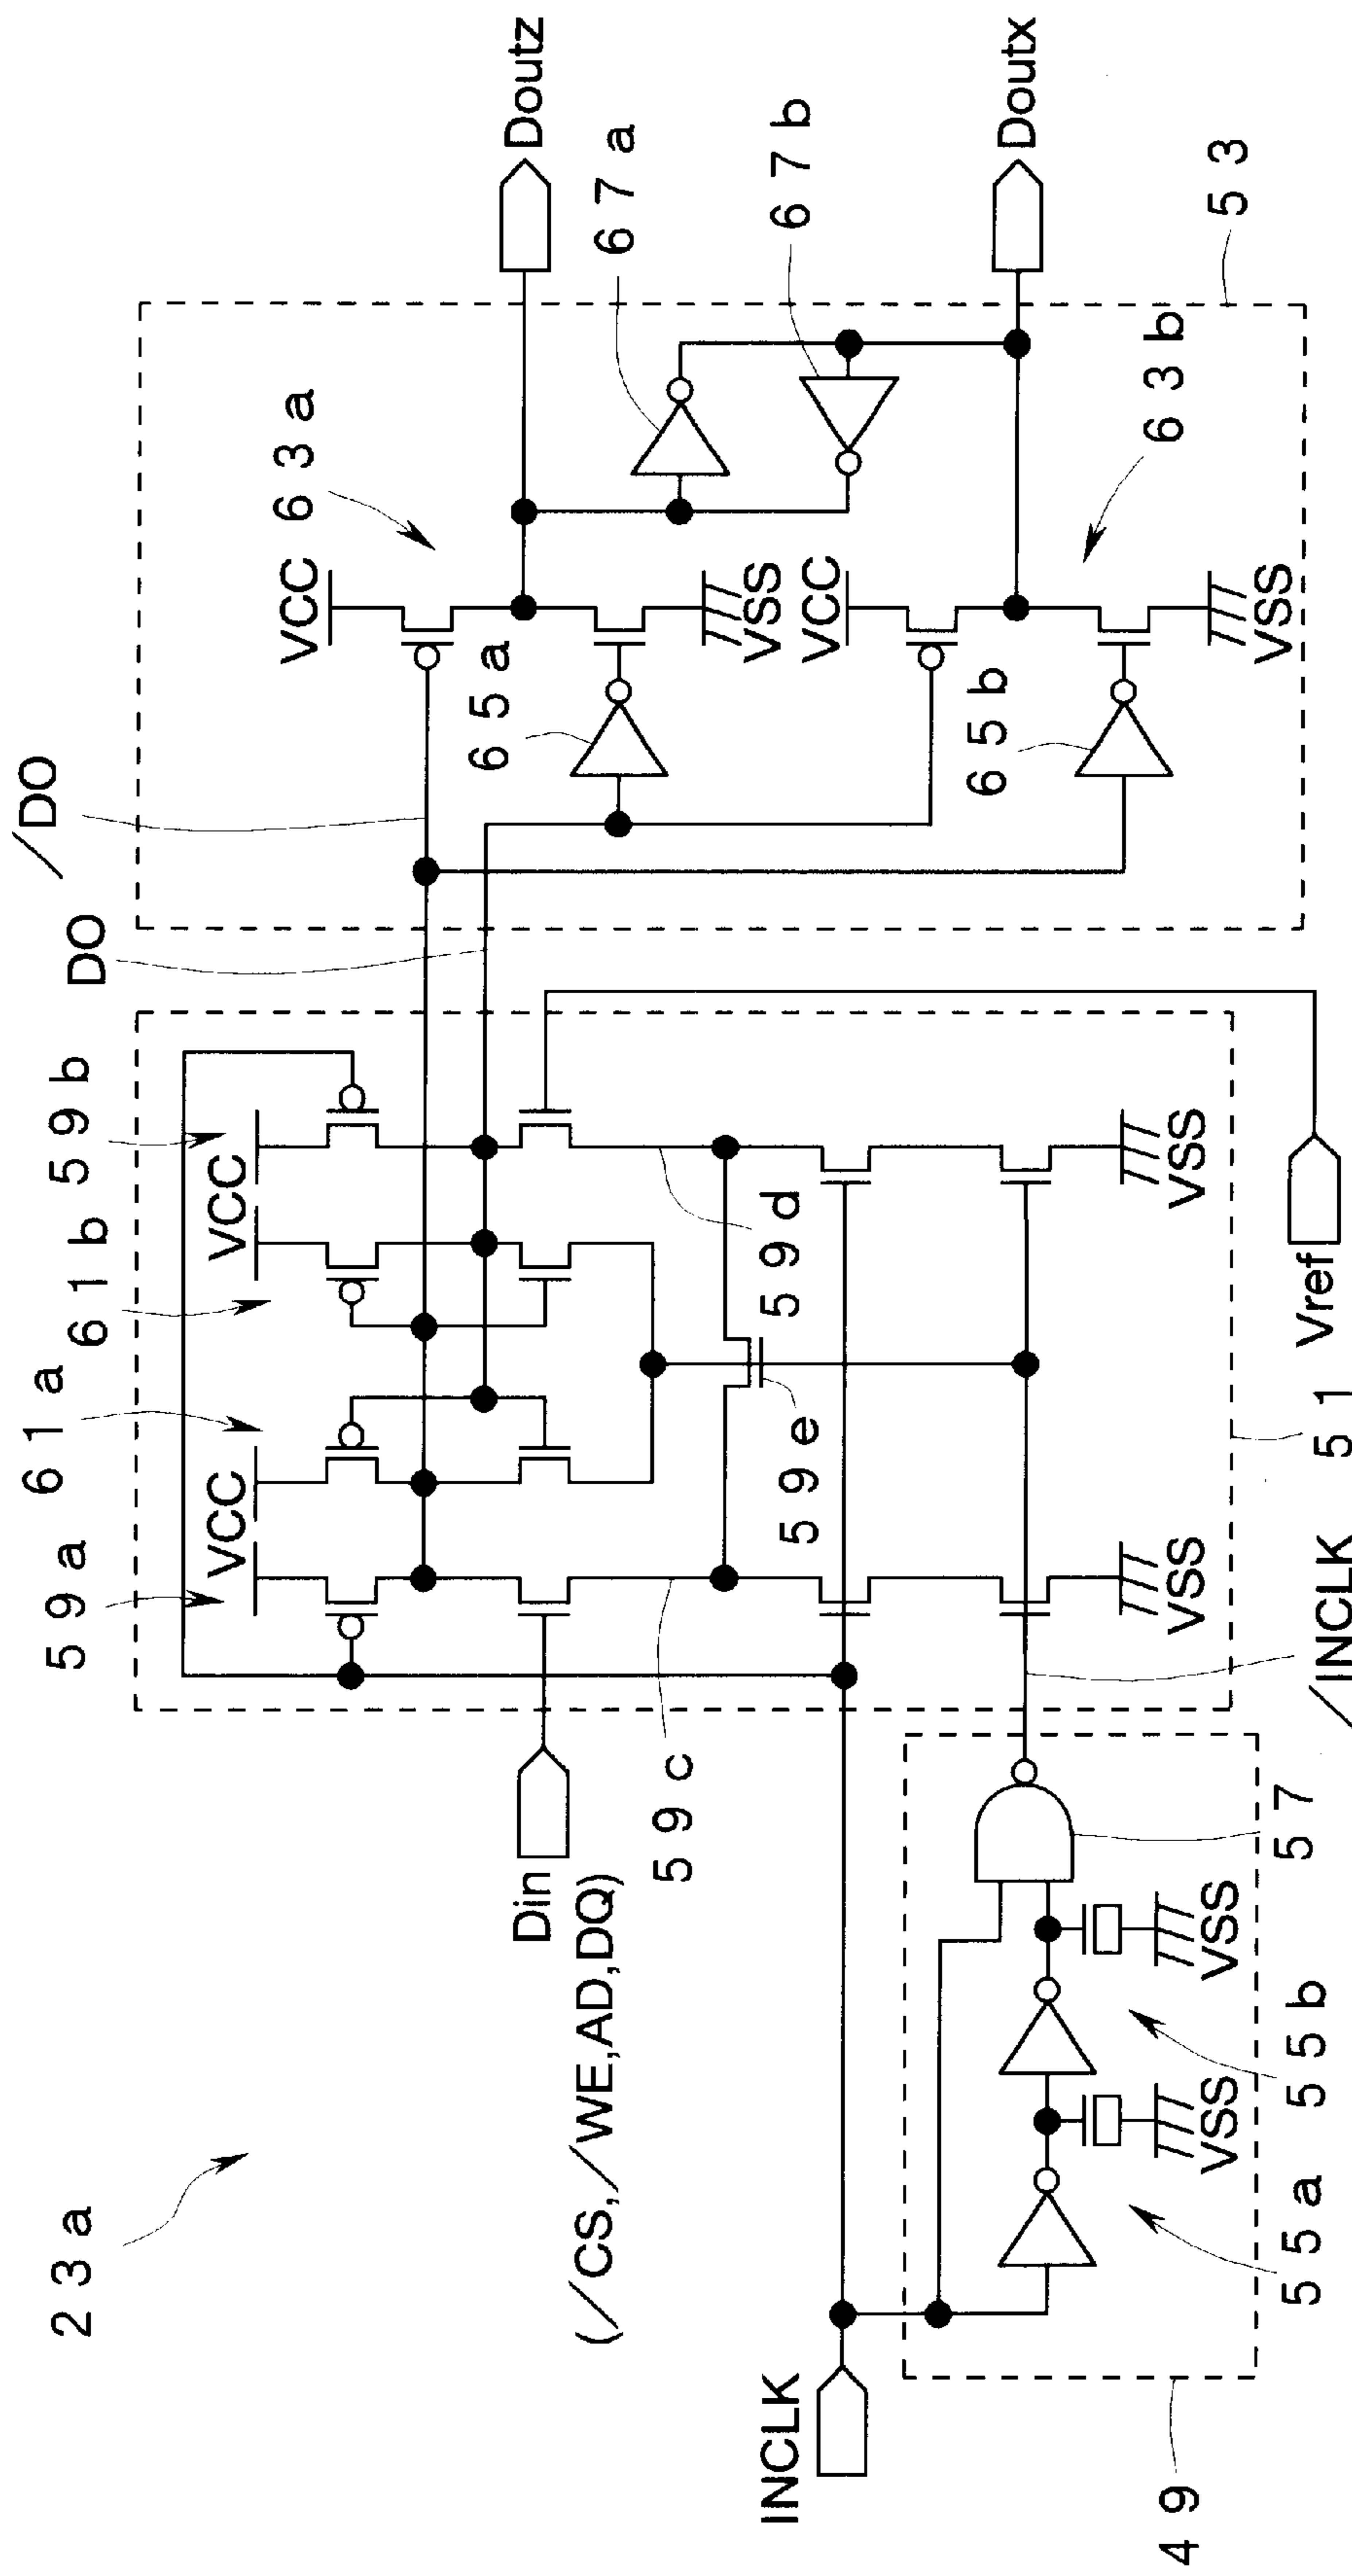 23a
Din
(/CS,/WE,AD,DQ)
INCLK
49
55a
55b
57
VSS
VSS
59a
61a
61b
59b
VCC
VCC
59c
59e
59d
VSS
VSS
/INCLK
51
Vref
DO
/DO
63a
VCC
65a
VSS
VCC
65b
VSS
63b
67a
67b
53
Doutz
Doutx